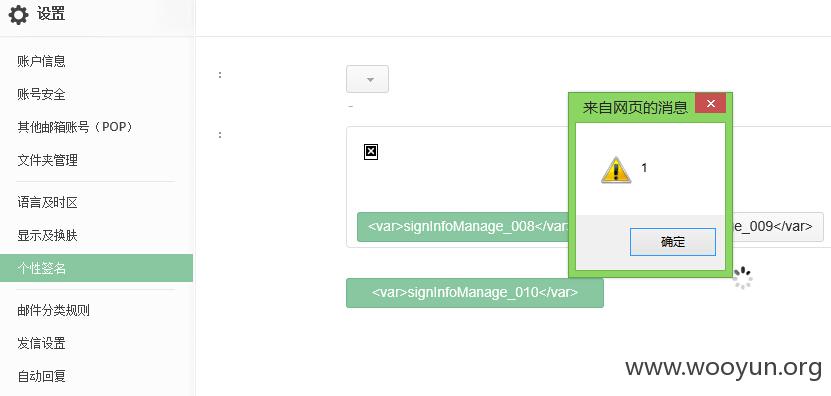 设置
账户信息
账号安全
其他邮箱账号（POP）
文件夹管理
语言及时区
显示及换肤
个性签名
邮件分类规则
发信设置
自动回复
:
:
<var>signInfoManage_008</var>
e_009</var>
<var>signInfoManage_010</var>
来自网页的消息
1
确定
www.wooyun.org